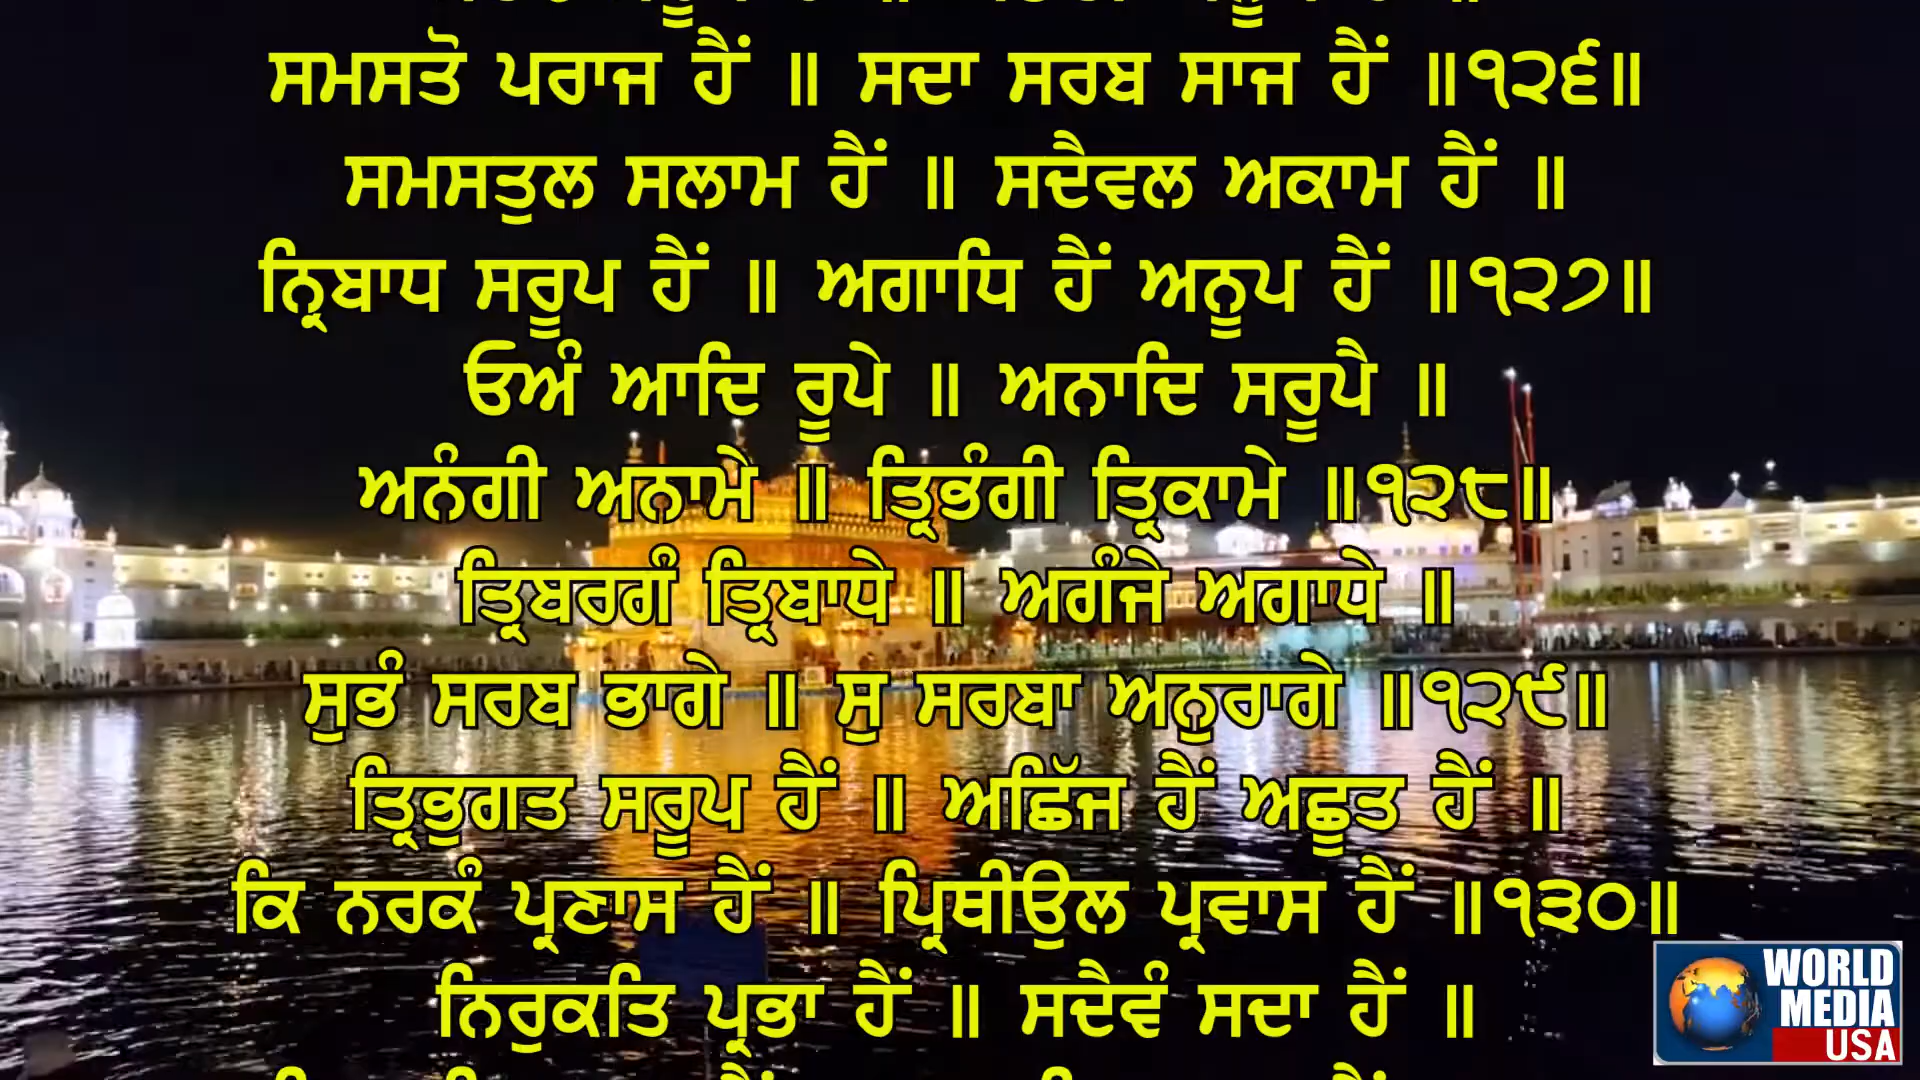 ਸਮਸਤੋ ਪਰਾਜ ਹੈਂ ॥ ਸਦਾ ਸਰਬ ਸਾਜ ਹੈਂ ॥੧੨੬॥
ਸਮਸਤੁਲ ਸਲਾਮ ਹੈਂ ॥ ਸਦੈਵਲ ਅਕਾਮ ਹੈਂ ॥
ਨ੍ਰਿਬਾਧ ਸਰੂਪ ਹੈਂ ॥ ਅਗਾਧਿ ਹੈਂ ਅਨੂਪ ਹੈਂ ॥੧੨੭॥
ਓਅੰ ਆਦਿ ਰੂਪੇ ॥ ਅਨਾਦਿ ਸਰੂਪੈ ॥
ਅਨੰਗੀ ਅਨਾਮੇ ॥ ਤ੍ਰਿਭੰਗੀ ਤ੍ਰਿਕਾਮੇ ॥੧੨੮॥
ਤ੍ਰਿਬਰਗੰ ਤ੍ਰਿਬਾਧੇ ॥ ਅਗੰਜੇ ਅਗਾਧੇ ॥
ਸੁਭੰ ਸਰਬ ਭਾਗੇ ॥ ਸੁ ਸਰਬਾ ਅਨੁਰਾਗੇ ॥੧੨੯॥
ਤ੍ਰਿਭੁਗਤ ਸਰੂਪ ਹੈਂ ॥ ਅਛਿੱਜ ਹੈਂ ਅਛੂਤ ਹੈਂ ॥
ਕਿ ਨਰਕੰ ਪ੍ਰਣਾਸ ਹੈਂ ॥ ਪ੍ਰਿਥੀਉਲ ਪ੍ਰਵਾਸ ਹੈਂ ॥੧੩੦॥
ਨਿਰੁਕਤਿ ਪ੍ਰਭਾ ਹੈਂ ॥ ਸਦੈਵੰ ਸਦਾ ਹੈਂ ॥
WORLD
MEDIA
USA